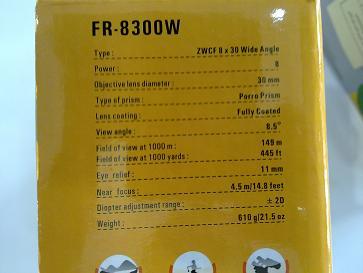 FR-8300W
Type : ZWCF 8 x 30 Wide Angle
Power : 8
Objective lens diameter : 30 mm
Type of prism : Porro Prism
Lens coating : Fully Coated
View angle : 8.5°
Field of view at 1000 m : 149 m
Field of view at 1000 yards : 445 ft
Eye relief : 11 mm
Near focus : 4.5 m/14.8 feet
Diopter adjustment range : ± 2D
Weight : 610 g/21.5 oz